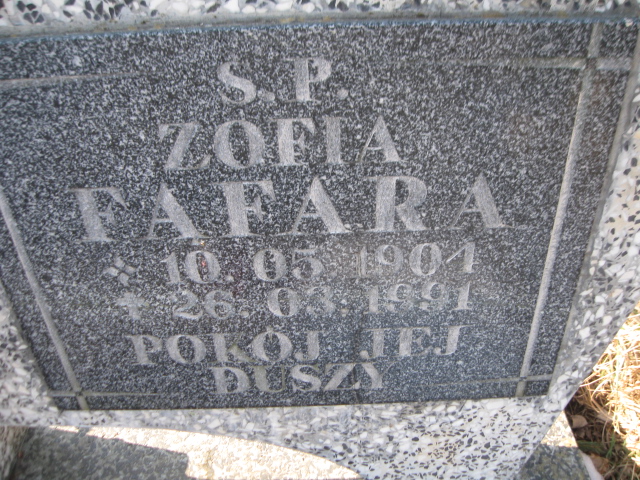 S.P.
ZOFIA
FAFARA
10.05.1904
26.03.1991
POKÓJ JEJ
DUSZY